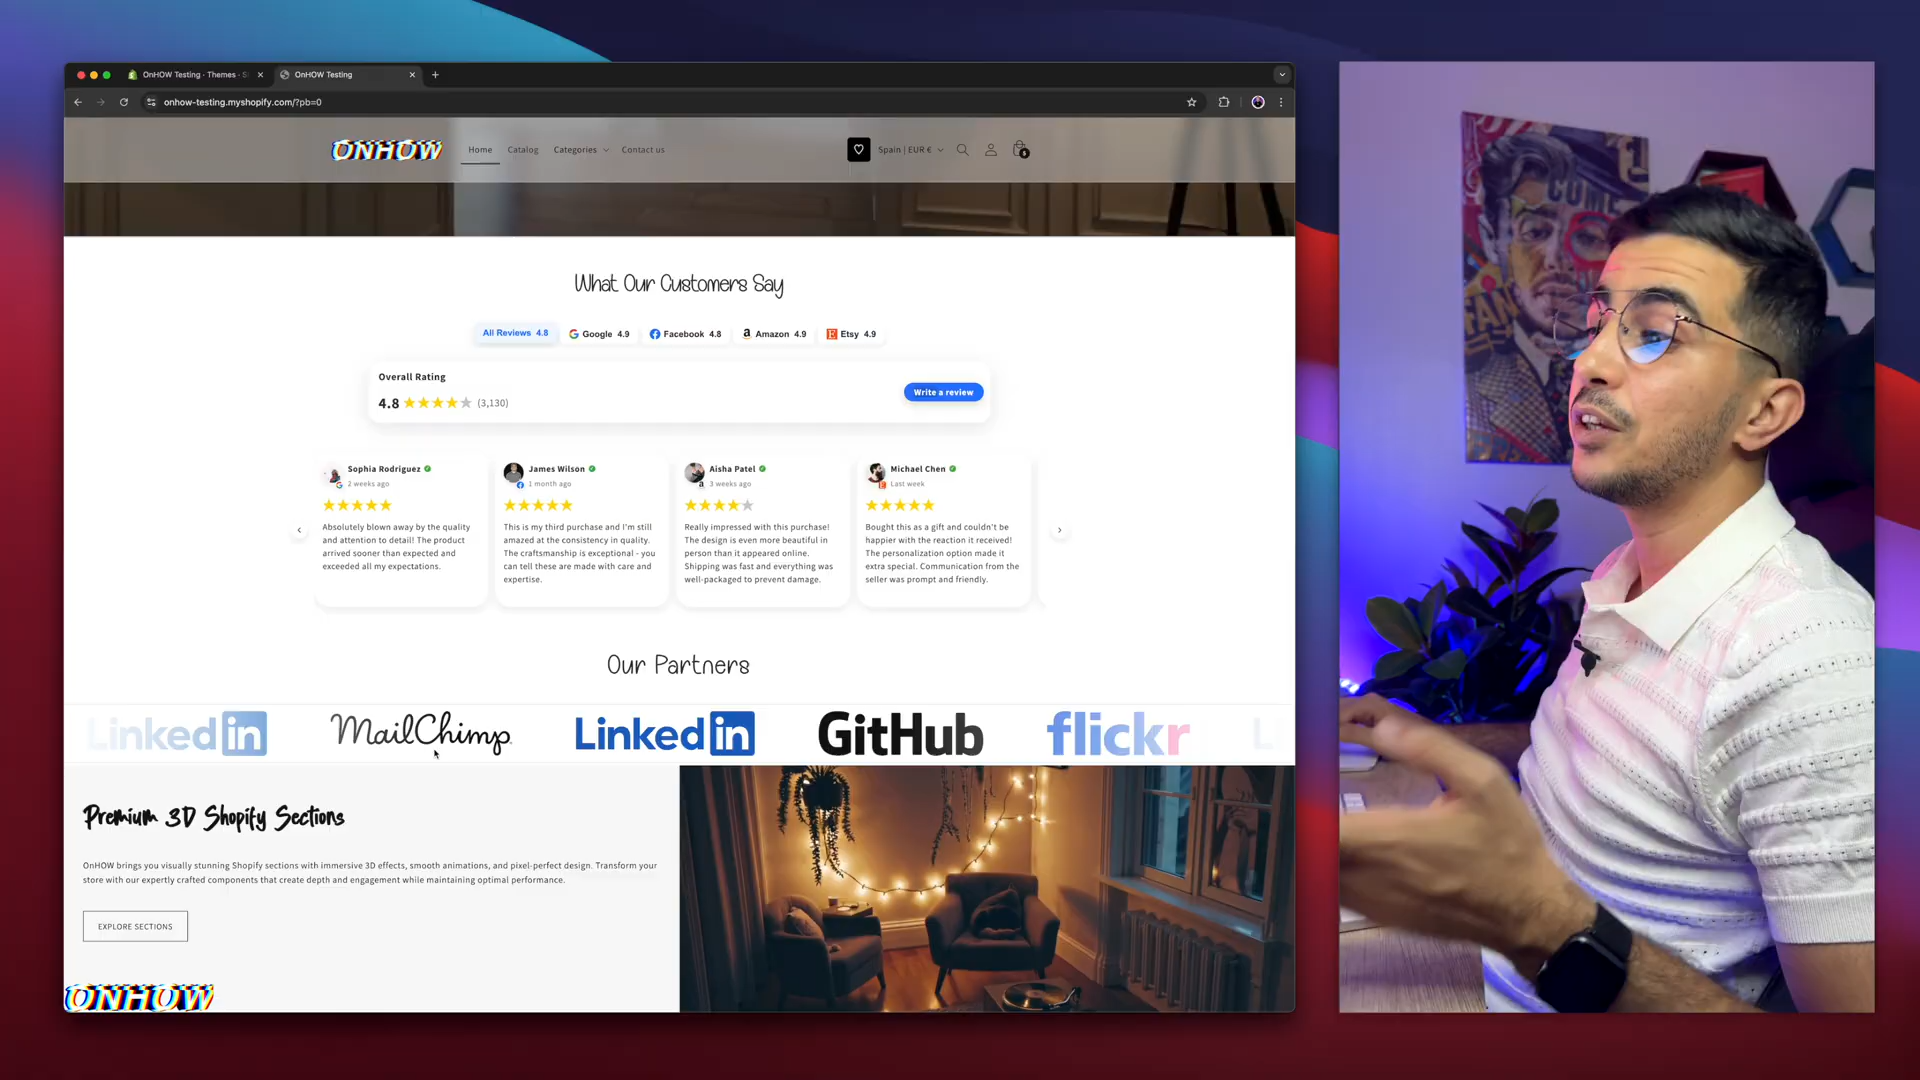 OnHOW Testing · Themes · S
OnHOW Testing
onhow-testing.myshopify.com/?pb=0
ONHOW
Home
Catalog
Categories
Contact us
Spain | EUR €
What Our Customers Say
All Reviews 4.8
Google 4.9
Facebook 4.8
Amazon 4.9
Etsy 4.9
Overall Rating
4.8
(3,130)
Write a review
Sophia Rodriguez
2 weeks ago
Absolutely blown away by the quality
and attention to detail! The product
arrived sooner than expected and
exceeded all my expectations.
James Wilson
1 month ago
This is my third purchase and I'm still
amazed at the consistency in quality.
The craftsmanship is exceptional - you
can tell these are made with care and
expertise.
Aisha Patel
3 weeks ago
Really impressed with this purchase!
The design is even more beautiful in
person than it appeared online.
Shipping was fast and everything was
well-packaged to prevent damage.
Michael Chen
Last week
Bought this as a gift and couldn't be
happier with the reaction it received!
The personalization option made it
extra special. Communication from the
seller was prompt and friendly.
Our Partners
Linkedin
MailChimp
Linkedin
GitHub
flickr
Li
Premium 3D Shopify Sections
OnHOW brings you visually stunning Shopify sections with immersive 3D effects, smooth animations, and pixel-perfect design. Transform your
store with our expertly crafted components that create depth and engagement while maintaining optimal performance.
EXPLORE SECTIONS
ONHOW
COME
FAN